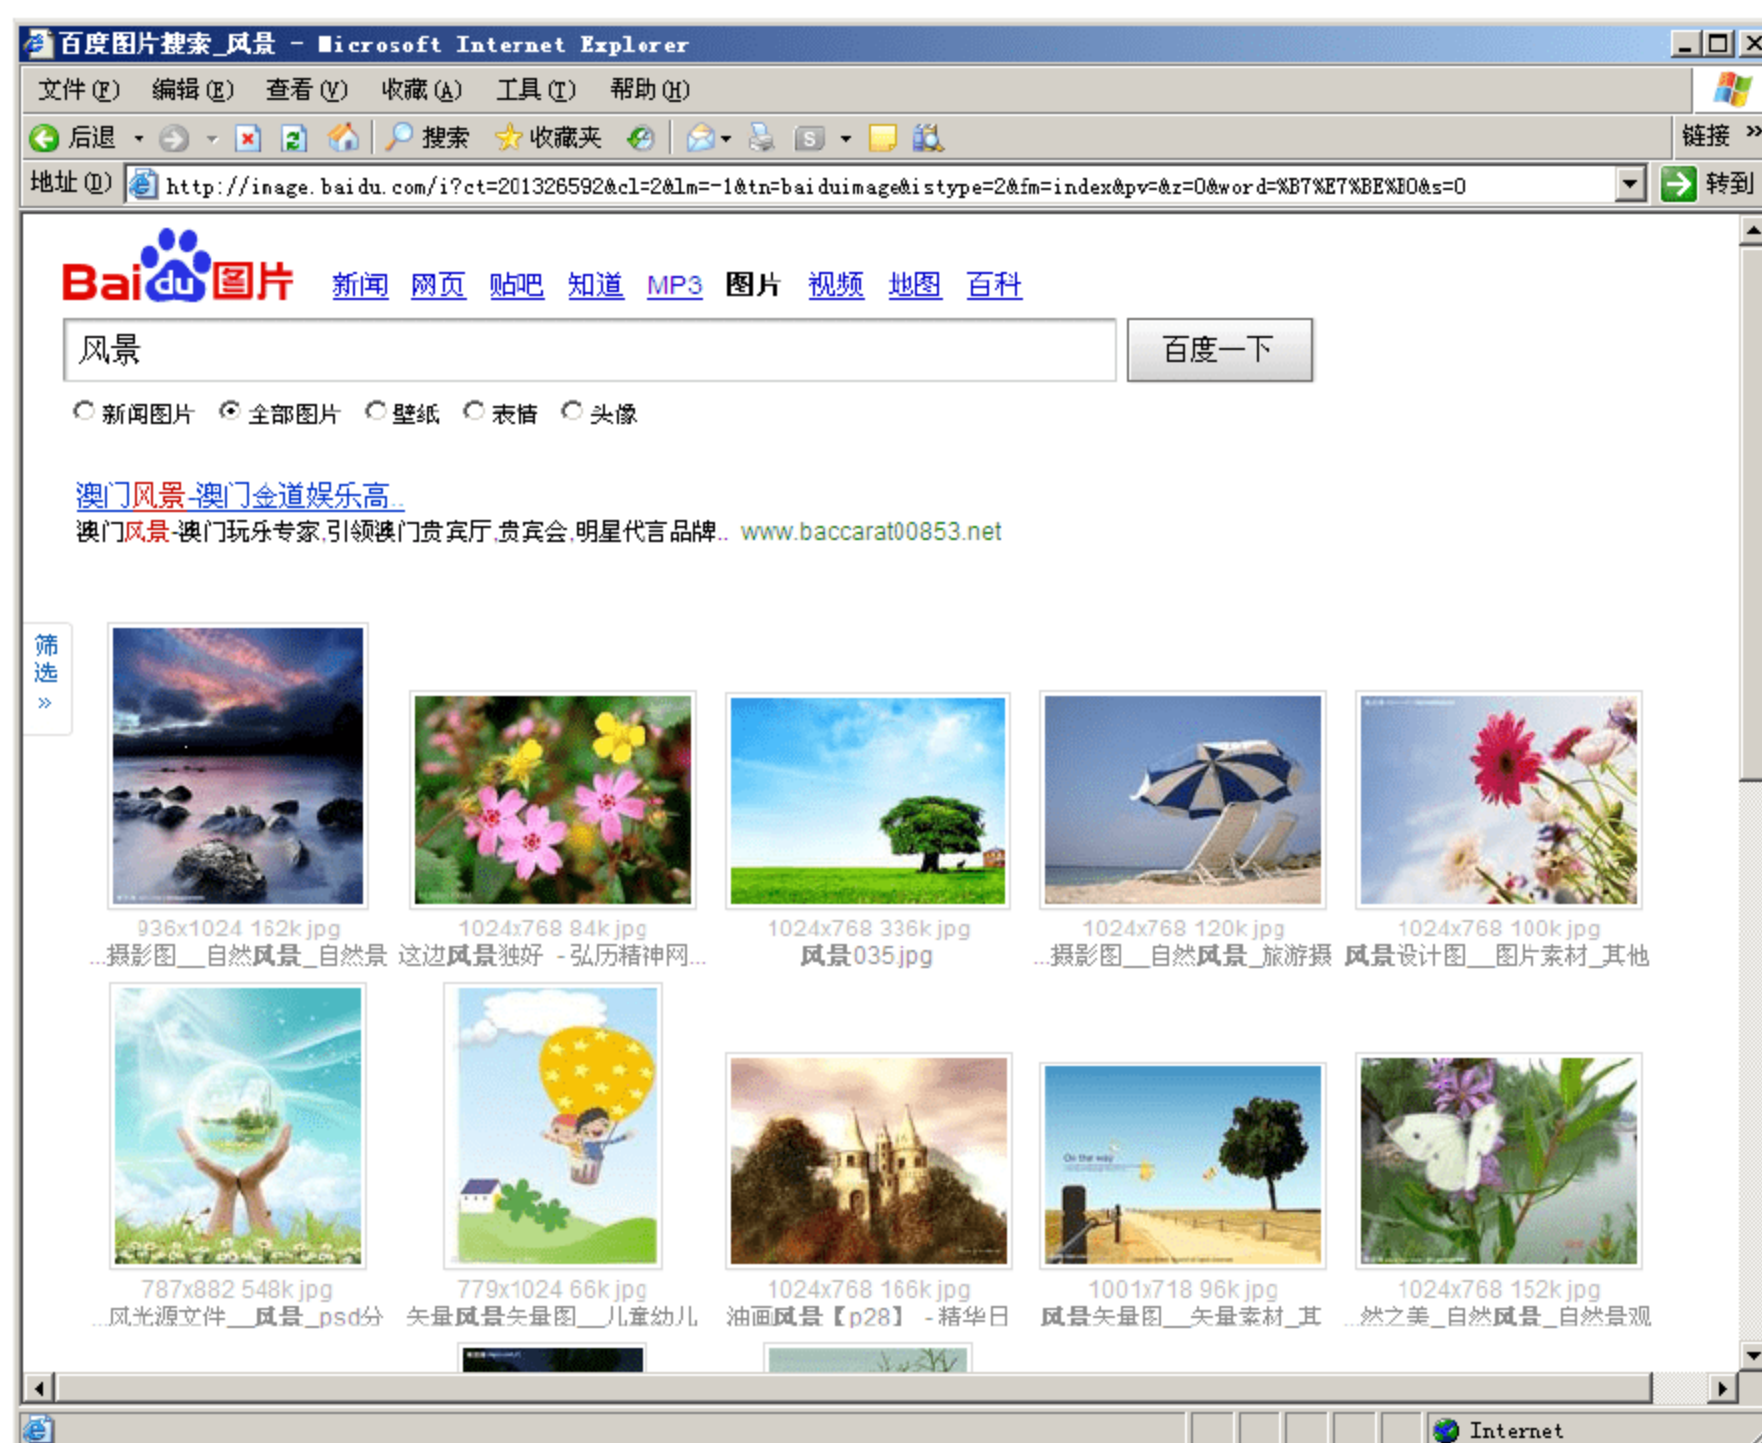 百度图片搜索_风景 - Microsoft Internet Explorer
文件(F) 编辑(E) 查看(V) 收藏(A) 工具(T) 帮助(H)
后退 搜索 收藏夹 链接 »
地址(D) http://image.baidu.com/i?ct=201326592&cl=2&lm=-1&tn=baiduimage&istype=2&fm=index&pv=&z=0&word=%B7%E7%BE%B0&s=0 转到
Bai du 图片 新闻 网页 贴吧 知道 MP3 图片 视频 地图 百科
风景 百度一下
新闻图片 全部图片 壁纸 表情 头像
澳门风景-澳门金道娱乐高..
澳门风景-澳门玩乐专家,引领澳门贵宾厅,贵宾会,明星代言品牌.. www.baccarat00853.net
筛
选
»
936x1024 162k jpg 1024x768 84k jpg 1024x768 336k jpg 1024x768 120k jpg 1024x768 100k jpg
...摄影图__自然风景_自然景 这边风景独好 - 弘历精神网... 风景035.jpg ...摄影图__自然风景_旅游摄 风景设计图__图片素材_其他
On the way
787x882 548k jpg 779x1024 66k jpg 1024x768 166k jpg 1001x718 96k jpg 1024x768 152k jpg
...风光源文件__风景_psd分 矢量风景矢量图__儿童幼儿 油画风景【p28】 - 精华日 风景矢量图__矢量素材_其 ...然之美_自然风景_自然景观
Internet